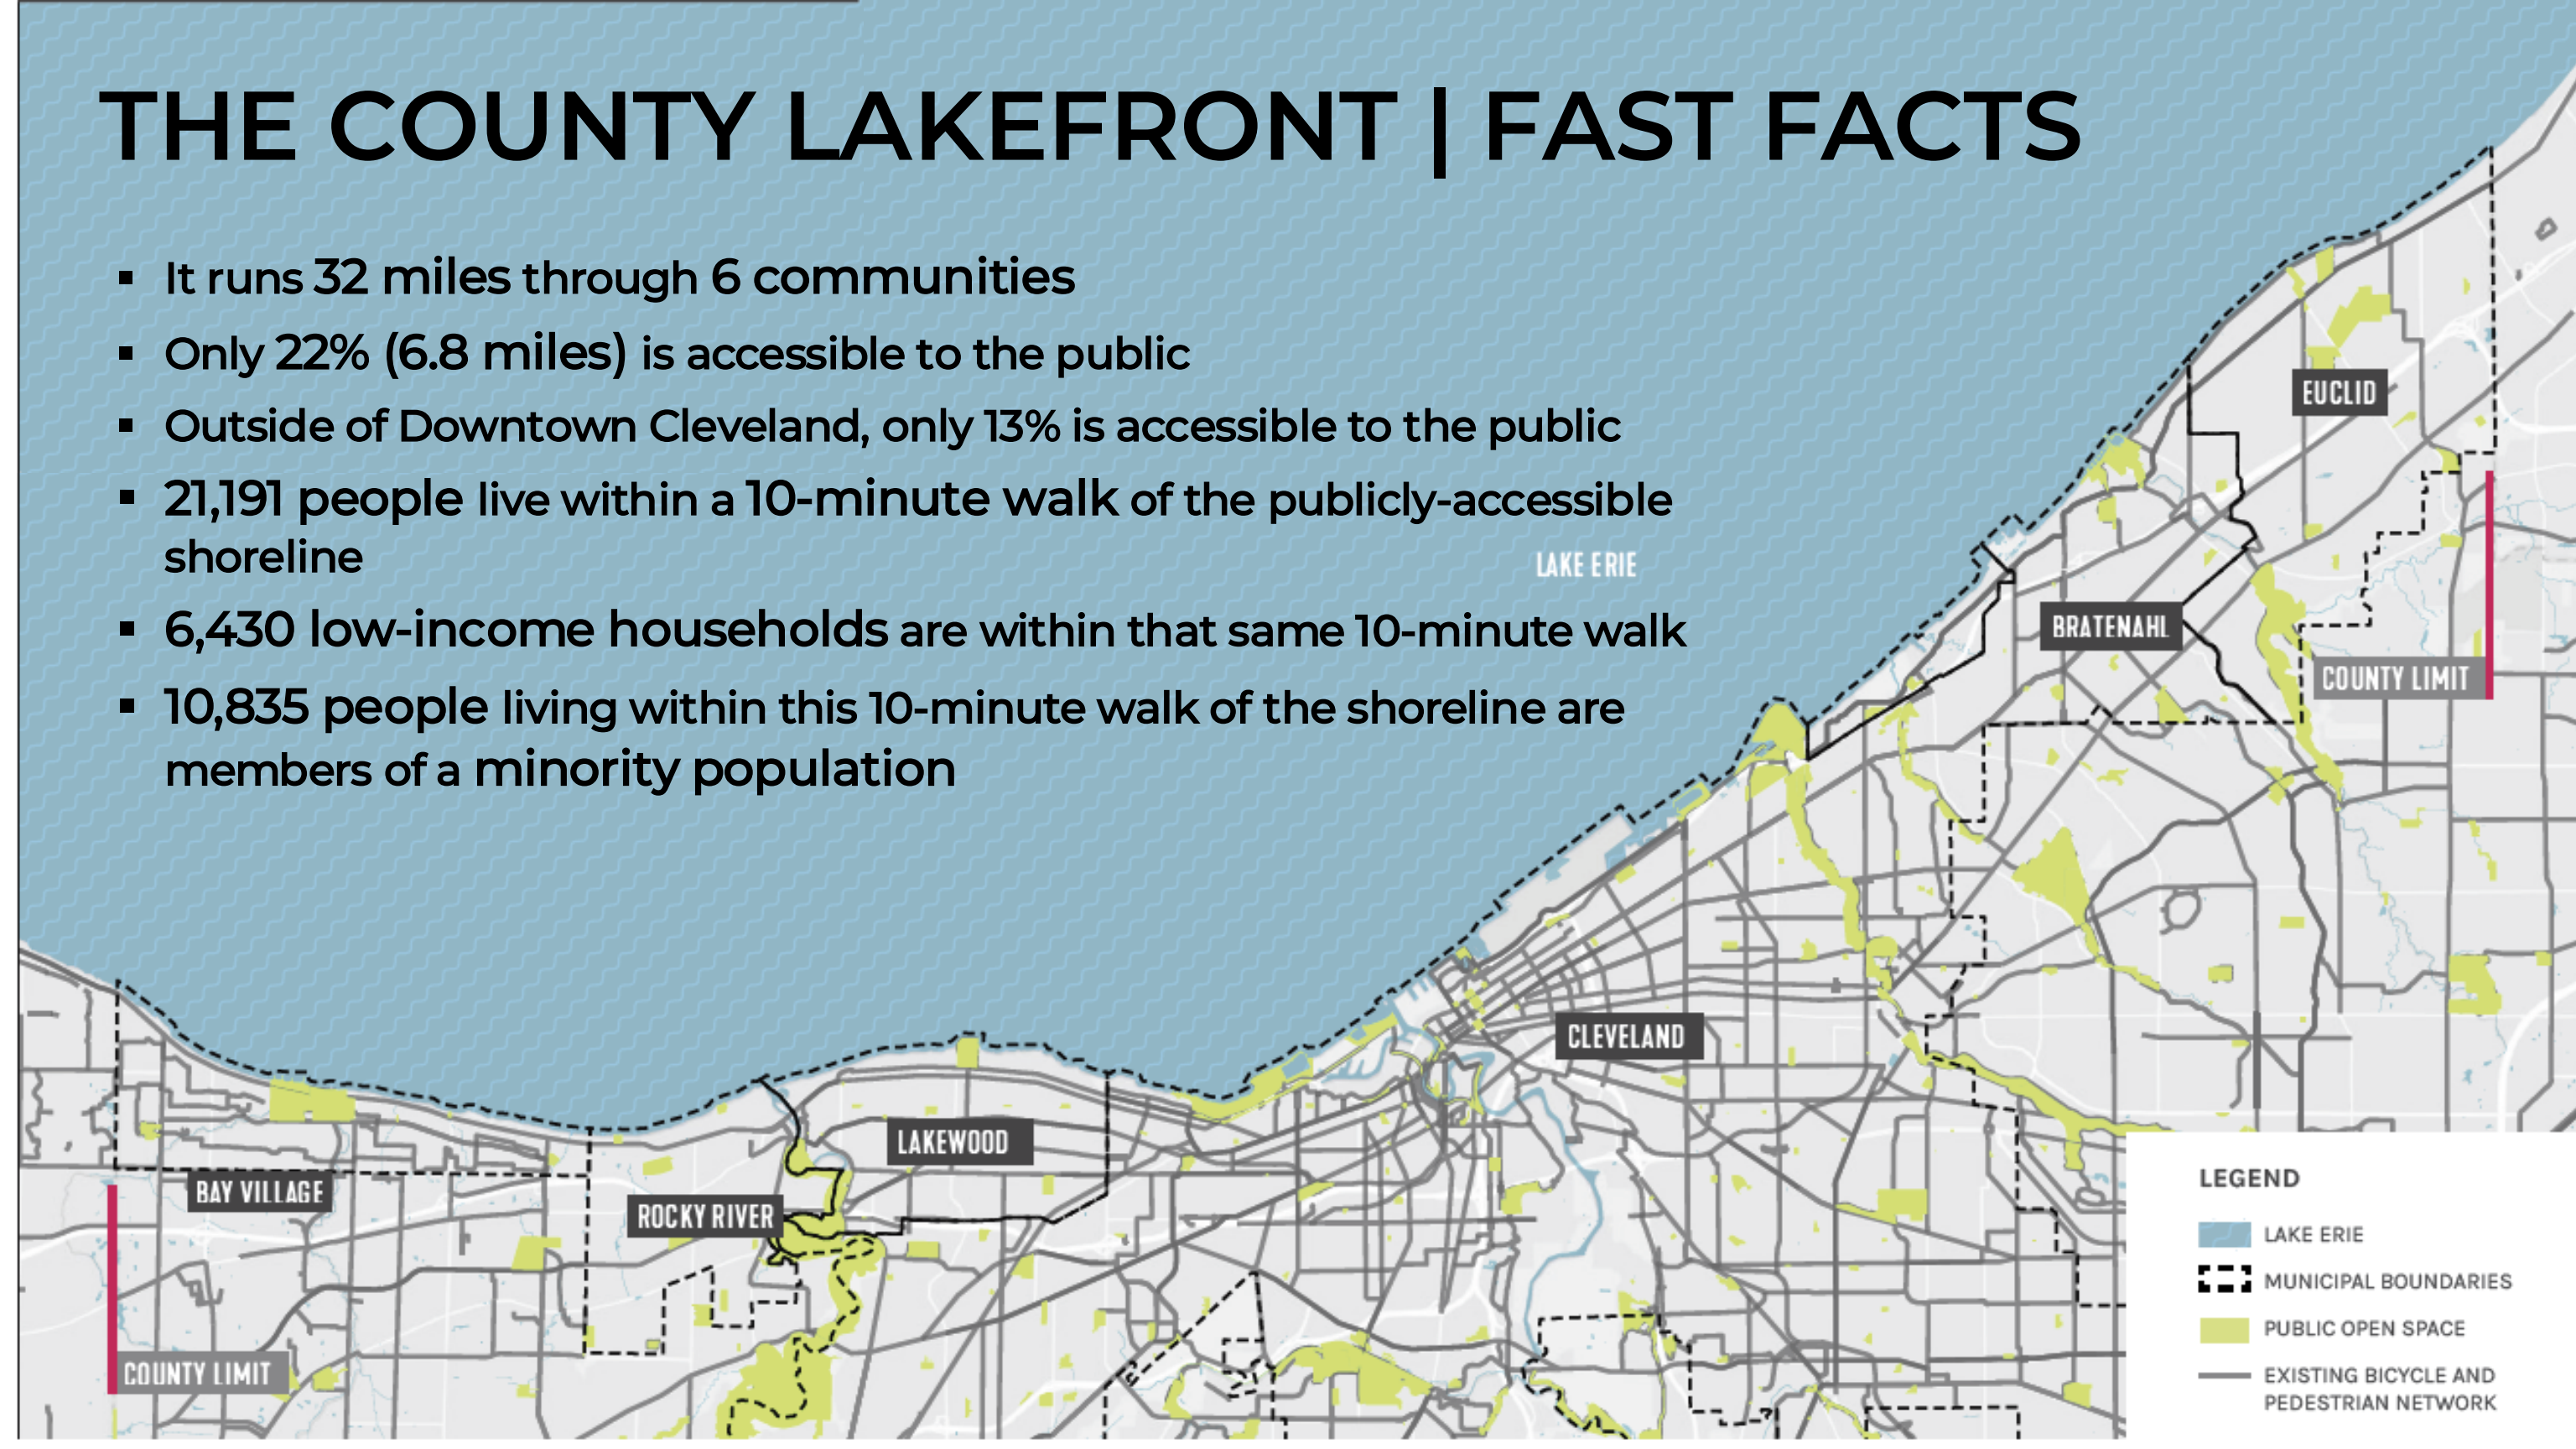 THE COUNTY LAKEFRONT | FAST FACTS
▪ It runs 32 miles through 6 communities
▪ Only 22% (6.8 miles) is accessible to the public
▪ Outside of Downtown Cleveland, only 13% is accessible to the public
▪ 21,191 people live within a 10-minute walk of the publicly-accessible
shoreline
▪ 6,430 low-income households are within that same 10-minute walk
▪ 10,835 people living within this 10-minute walk of the shoreline are
members of a minority population
LAKE ERIE
EUCLID
BRATENAHL
COUNTY LIMIT
CLEVELAND
LAKEWOOD
BAY VILLAGE
ROCKY RIVER
COUNTY LIMIT
LEGEND
LAKE ERIE
MUNICIPAL BOUNDARIES
PUBLIC OPEN SPACE
EXISTING BICYCLE AND
PEDESTRIAN NETWORK